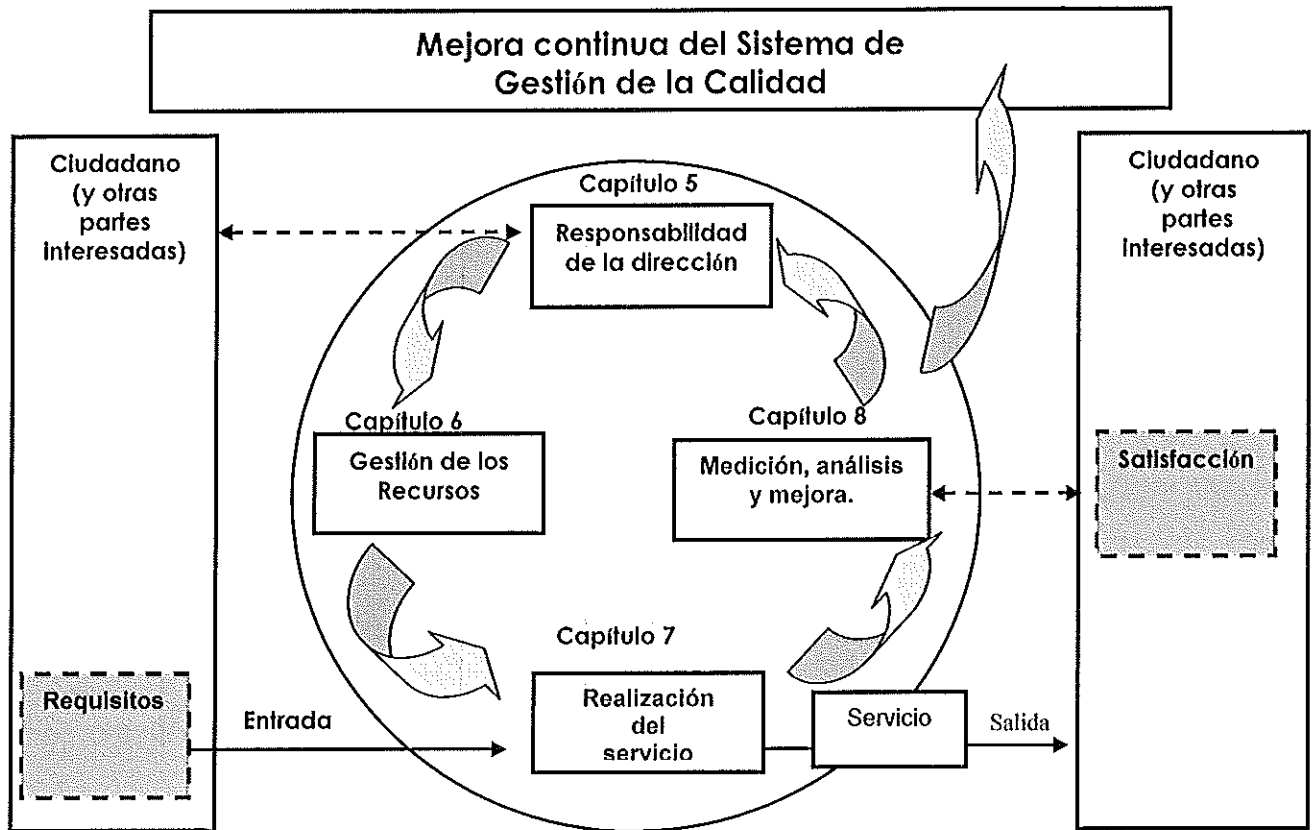 Mejora continua del Sistema de
Gestión de la Calidad
Ciudadano
(y otras
partes
interesadas)
Capítulo 5
Responsabilidad
de la dirección
Ciudadano
(y otras
partes
interesadas)
Capítulo 6
Gestión de los
Recursos
Capítulo 8
Medición, análisis
y mejora.
Satisfacción
Capítulo 7
Realización
del
servicio
Requisitos
Entrada
Servicio
Salida